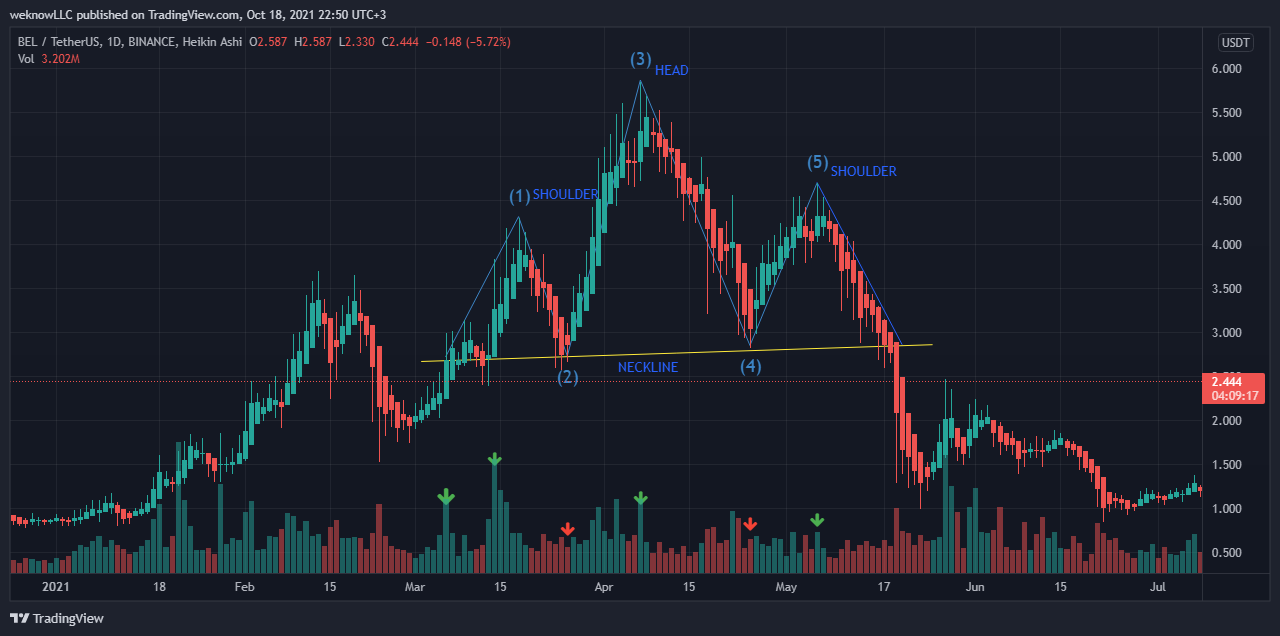 weknowLLC published on TradingView.com, Oct 18, 2021 22:50 UTC+3
BEL / TetherUS, 1D, BINANCE, Heikin Ashi O2.587 H2.587 L2.330 C2.444 −0.148 (−5.72%)
Vol 3.202M
USDT
(3)
HEAD
6.000
5.500
5.000
(5)
SHOULDER
(1) SHOULDER
4.500
4.000
3.500
3.000
NECKLINE
(4)
(2)
2.444
04:09:17
2.000
1.500
1.000
0.500
2021 18 Feb 15 Mar 15 Apr 15 May 17 Jun 15 Jul
TradingView